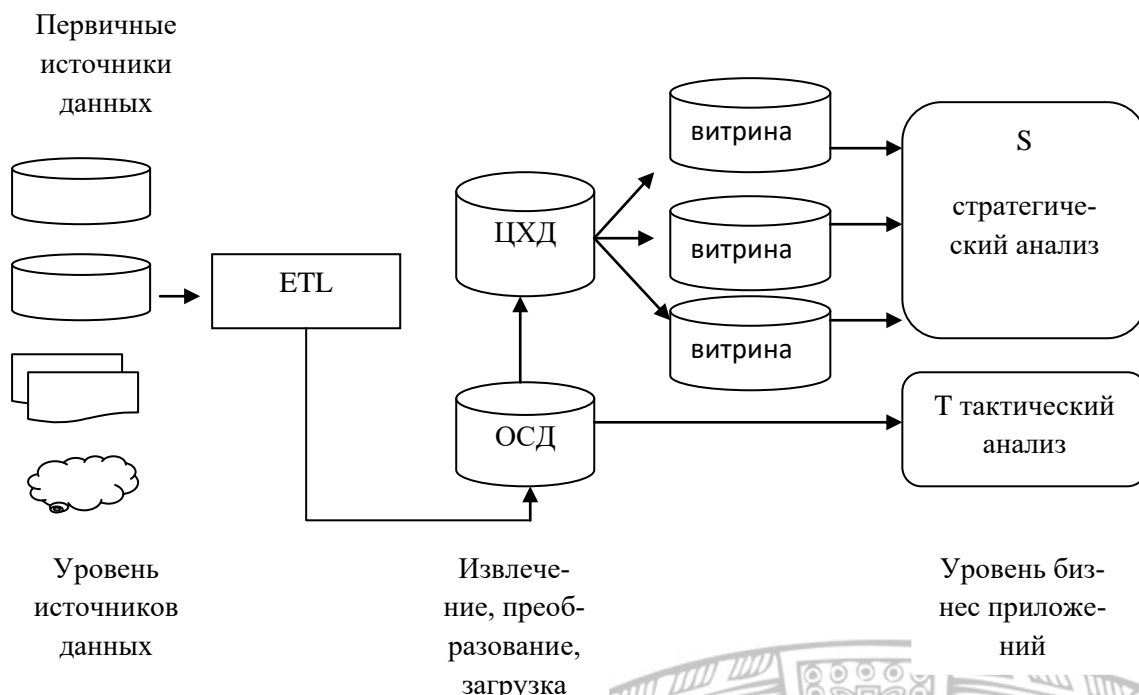 Первичные
источники
данных
ETL
ЦХД
ОСД
витрина
витрина
витрина
S
стратегиче-
ский анализ
Т тактический
анализ
Уровень
источников
данных
Извлече-
ние, преоб-
разование,
загрузка
Уровень биз-
нес приложе-
ний